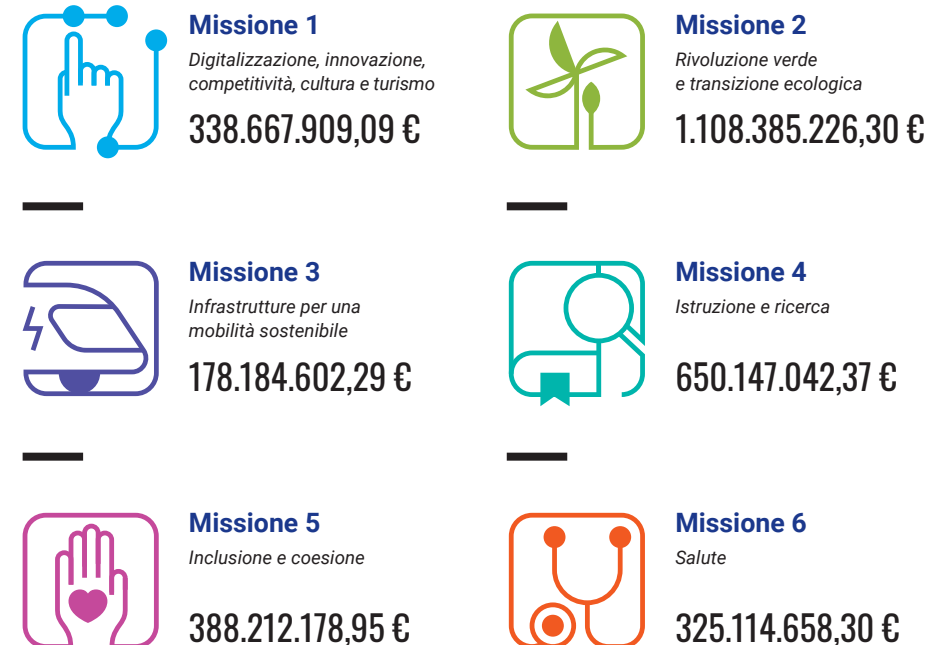 Missione 1
Digitalizzazione, innovazione,
competitività, cultura e turismo
338.667.909,09 €
Missione 2
Rivoluzione verde
e transizione ecologica
1.108.385.226,30 €
Missione 3
Infrastrutture per una
mobilità sostenibile
178.184.602,29 €
Missione 4
Istruzione e ricerca
650.147.042,37 €
Missione 5
Inclusione e coesione
388.212.178,95 €
Missione 6
Salute
325.114.658,30 €